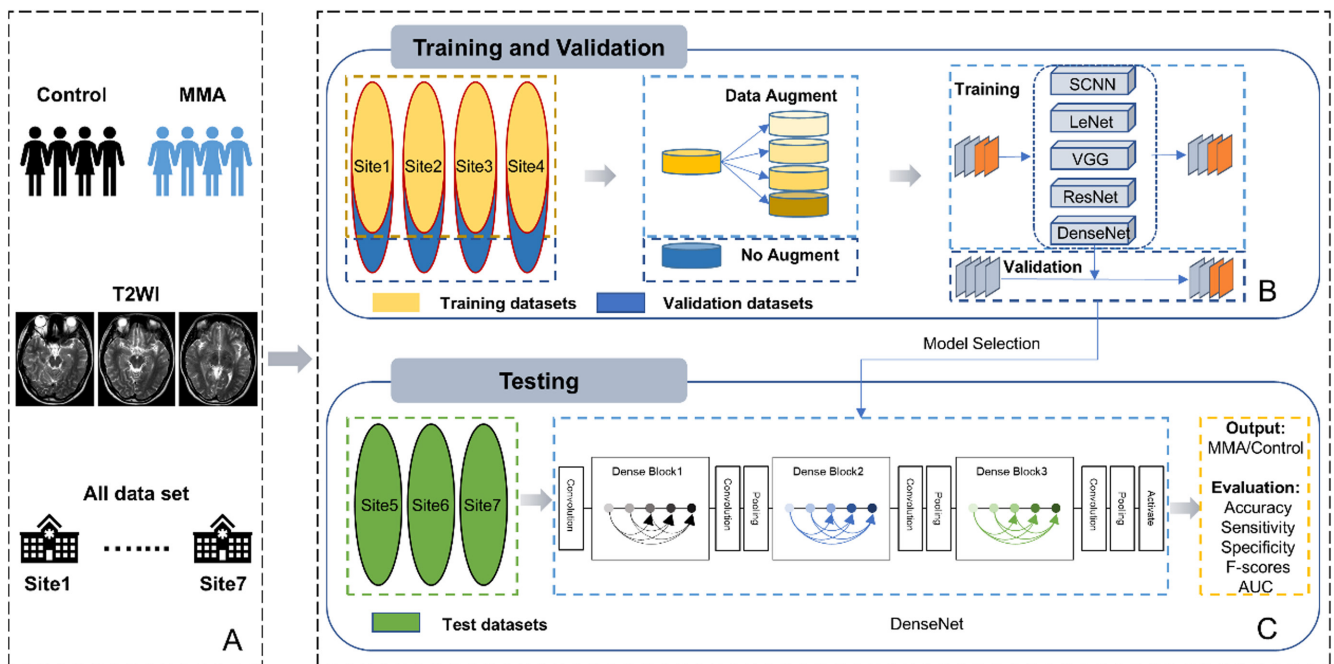 Control MMA
T2WI
All data set
Site1 ....... Site7
A
Training and Validation
Site1 Site2 Site3 Site4
Training datasets Validation datasets
Data Augment
No Augment
Training
SCNN
LeNet
VGG
ResNet
DenseNet
Validation
B
Model Selection
Testing
Site5 Site6 Site7
Test datasets
Convolution
Dense Block1
Convolution
Pooling
Dense Block2
Convolution
Pooling
Dense Block3
Convolution
Pooling
Activate
DenseNet
Output:
MMA/Control
Evaluation:
Accuracy
Sensitivity
Specificity
F-scores
AUC
C